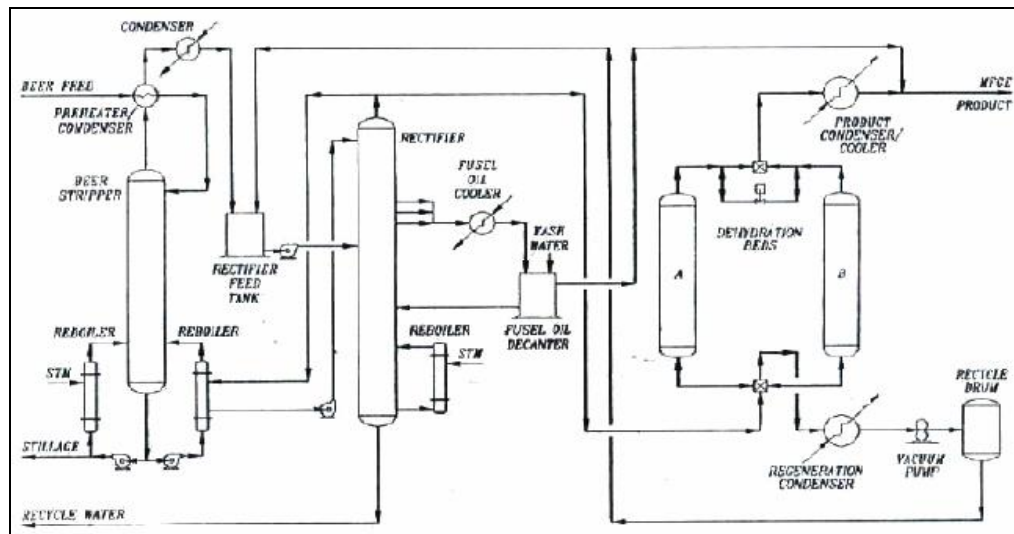 CONDENSER
BEER FEED
PREHEATER/
CONDENSER
BEER
STRIPPER
RECTIFIER
FEED
TANK
REBOILER
REBOILER
STM
STILLAGE
RECYCLE WATER
RECTIFIER
FUSEL
OIL
COOLER
WASH
WATER
FUSEL OIL
DECANTER
REBOILER
STM
MFGE
PRODUCT
PRODUCT
CONDENSER/
COOLER
DEHYDRATION
BEDS
A
B
RECYCLE
DRUM
REGENERATION
CONDENSER
VACUUM
PUMP